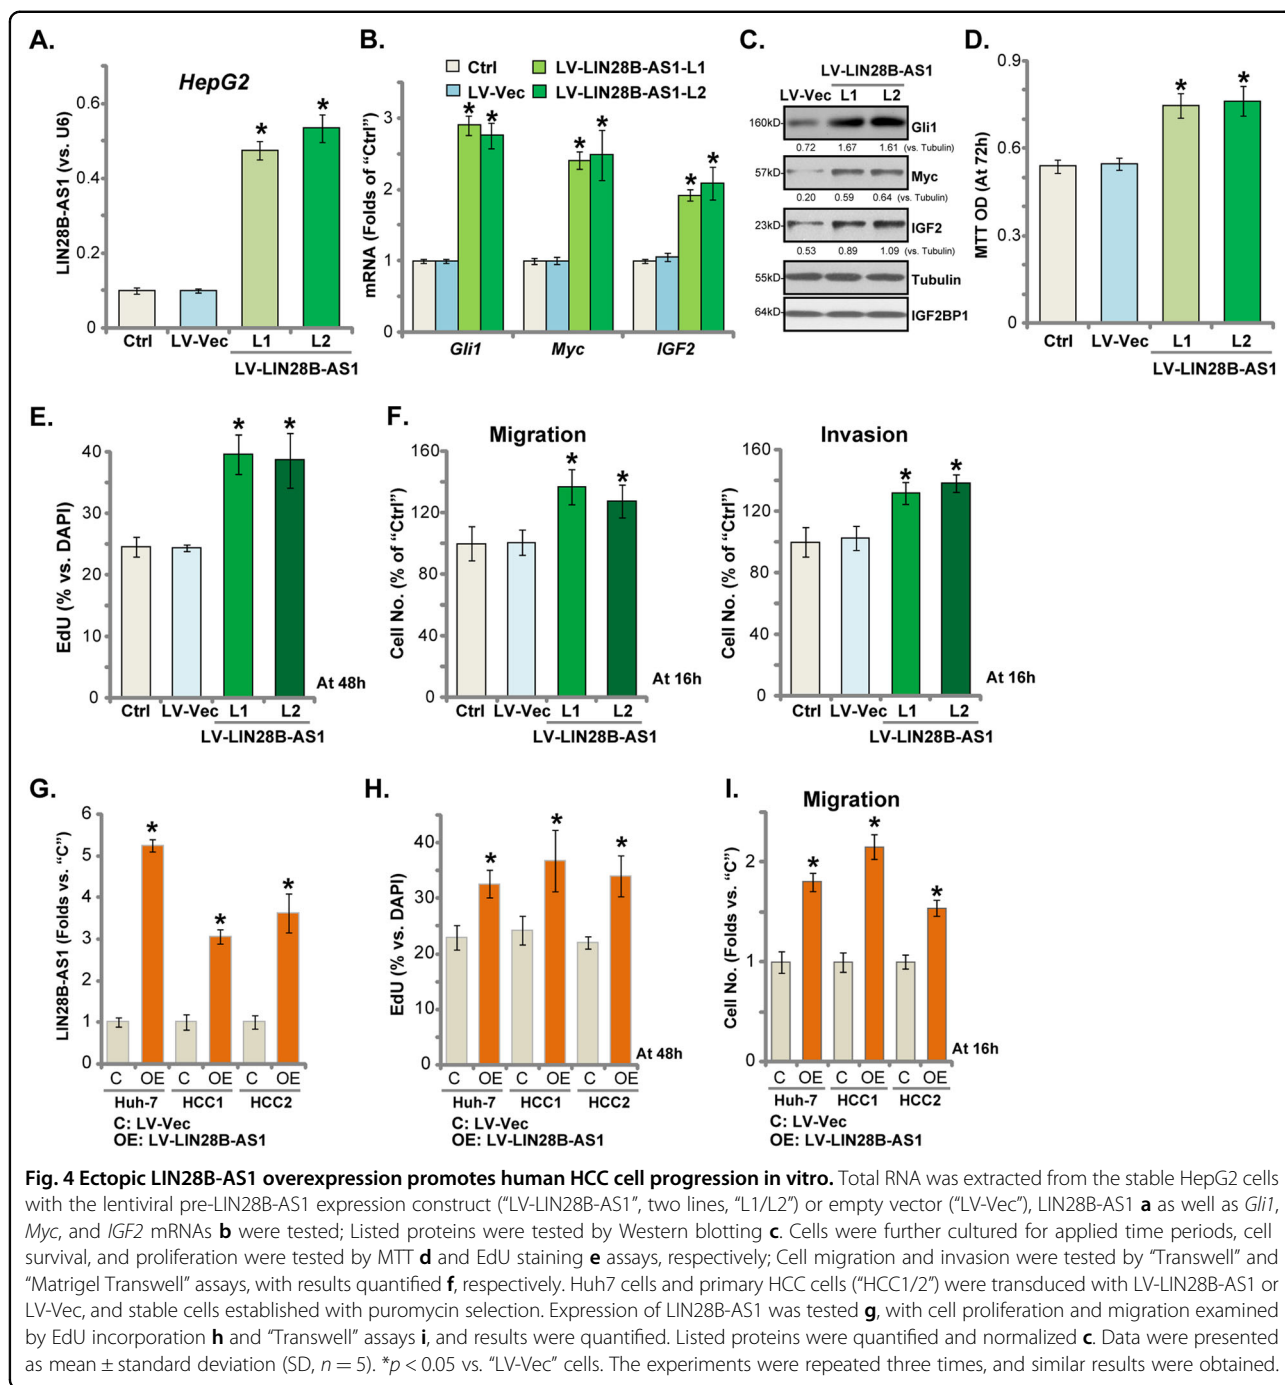 A.
HepG2
LIN28B-AS1 (vs. U6)
0.6
0.4
0.2
0
*
*
Ctrl LV-Vec L1 L2
LV-LIN28B-AS1
B.
Ctrl LV-LIN28B-AS1-L1
LV-Vec LV-LIN28B-AS1-L2
mRNA (Folds of “Ctrl”)
3
2
1
0
* *
* *
* *
Gli1 Myc IGF2
C.
LV-LIN28B-AS1
LV-Vec L1 L2
160kD- Gli1
0.72 1.67 1.61 (vs. Tubulin)
57kD- Myc
0.20 0.59 0.64 (vs. Tubulin)
23kD- IGF2
0.53 0.89 1.09 (vs. Tubulin)
55kD- Tubulin
64kD- IGF2BP1
D.
MTT OD (At 72h)
0.9
0.6
0.3
0
* *
Ctrl LV-Vec L1 L2
LV-LIN28B-AS1
E.
EdU (% vs. DAPI)
40
30
20
10
0
* *
At 48h
Ctrl LV-Vec L1 L2
LV-LIN28B-AS1
F.
Migration
Cell No. (% of “Ctrl”)
160
120
80
40
0
* *
At 16h
Ctrl LV-Vec L1 L2
LV-LIN28B-AS1
Invasion
Cell No. (% of “Ctrl”)
160
120
80
40
0
* *
At 16h
Ctrl LV-Vec L1 L2
LV-LIN28B-AS1
G.
LIN28B-AS1 (Folds vs. “C”)
6
5
3
1
0
* * *
C OE C OE C OE
Huh-7 HCC1 HCC2
C: LV-Vec
OE: LV-LIN28B-AS1
H.
EdU (% vs. DAPI)
40
30
20
10
0
* * *
At 48h
C OE C OE C OE
Huh-7 HCC1 HCC2
C: LV-Vec
OE: LV-LIN28B-AS1
I.
Migration
Cell No. (Folds vs. “C”)
2
1
0
* * *
At 16h
C OE C OE C OE
Huh-7 HCC1 HCC2
C: LV-Vec
OE: LV-LIN28B-AS1
Fig. 4 Ectopic LIN28B-AS1 overexpression promotes human HCC cell progression in vitro. Total RNA was extracted from the stable HepG2 cells
with the lentiviral pre-LIN28B-AS1 expression construct (“LV-LIN28B-AS1”, two lines, “L1/L2”) or empty vector (“LV-Vec”), LIN28B-AS1 a as well as Gli1,
Myc, and IGF2 mRNAs b were tested; Listed proteins were tested by Western blotting c. Cells were further cultured for applied time periods, cell
survival, and proliferation were tested by MTT d and EdU staining e assays, respectively; Cell migration and invasion were tested by “Transwell” and
“Matrigel Transwell” assays, with results quantified f, respectively. Huh7 cells and primary HCC cells (“HCC1/2”) were transduced with LV-LIN28B-AS1 or
LV-Vec, and stable cells established with puromycin selection. Expression of LIN28B-AS1 was tested g, with cell proliferation and migration examined
by EdU incorporation h and “Transwell” assays i, and results were quantified. Listed proteins were quantified and normalized c. Data were presented
as mean ± standard deviation (SD, n = 5). *p < 0.05 vs. “LV-Vec” cells. The experiments were repeated three times, and similar results were obtained.